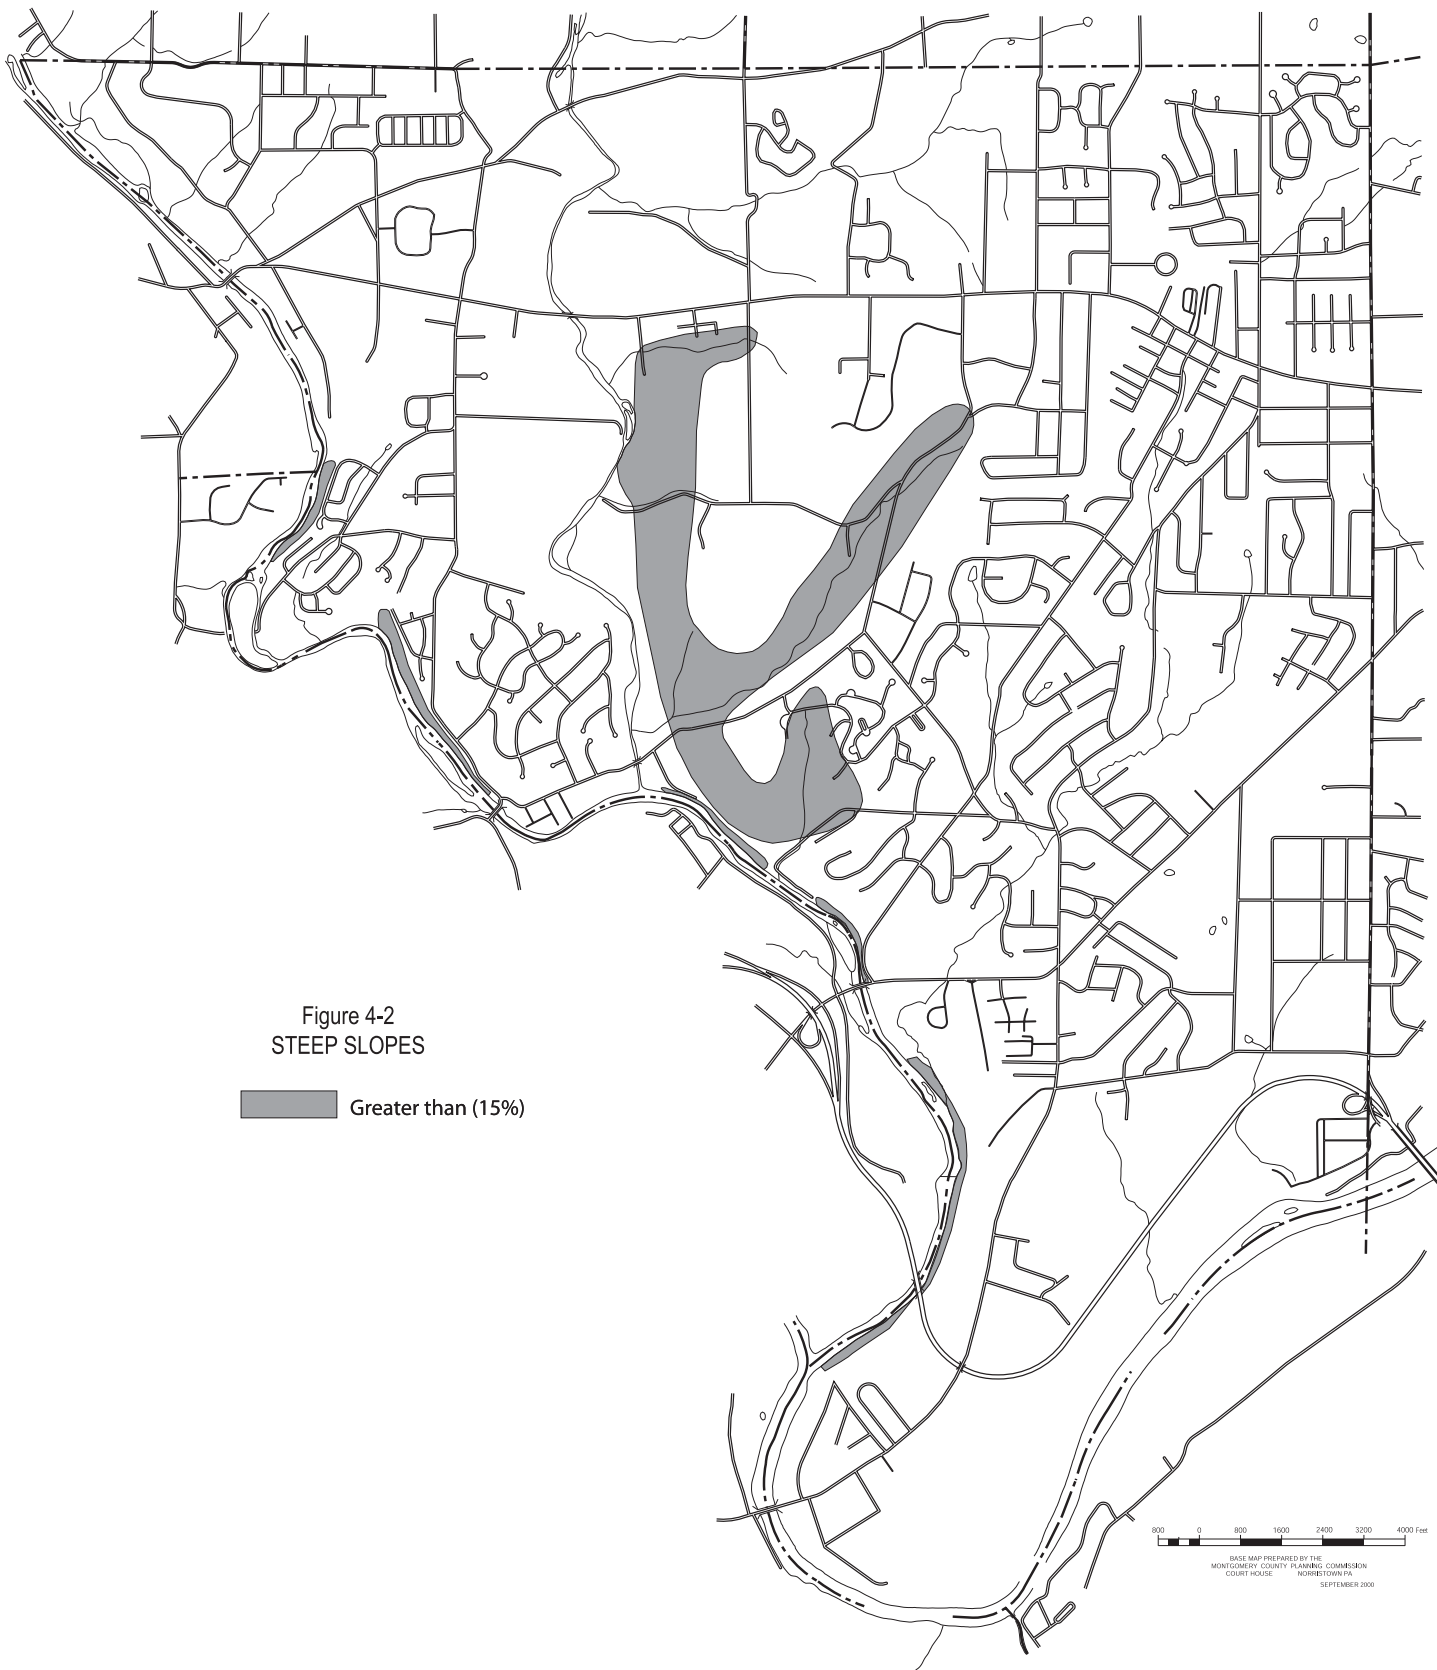 Figure 4-2
STEEP SLOPES
Greater than (15%)
800 0 800 1600 2400 3200 4000 Feet
BASE MAP PREPARED BY THE
MONTGOMERY COUNTY PLANNING COMMISSION
COURT HOUSE NORRISTOWN PA
SEPTEMBER 2000